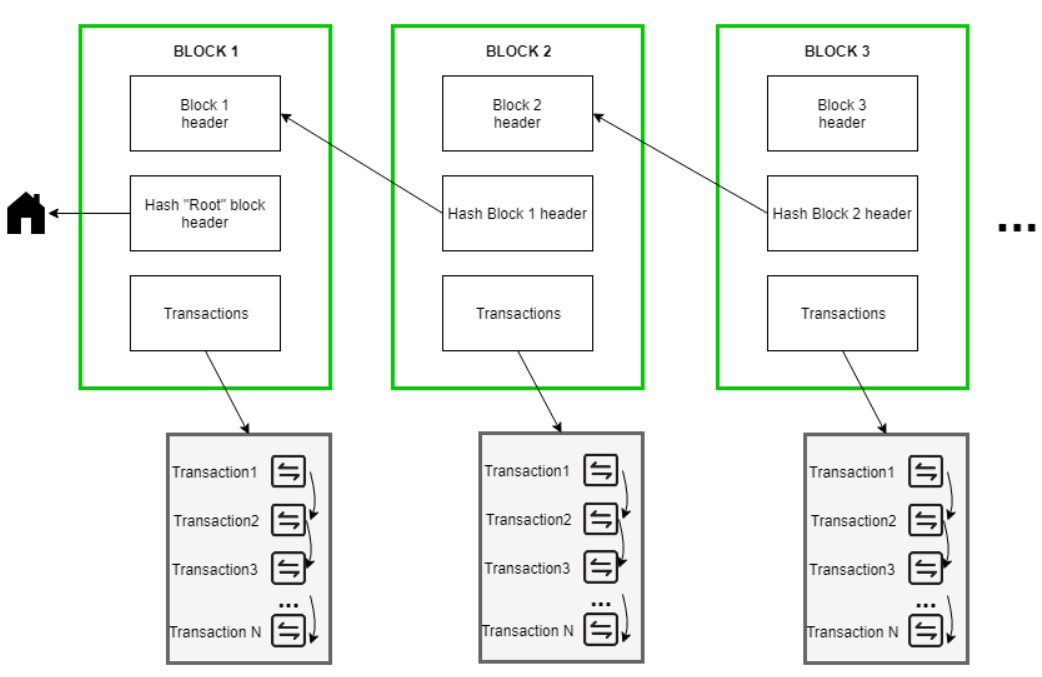 BLOCK 1
Block 1
header
Hash "Root" block
header
Transactions
Transaction1
Transaction2
Transaction3
...
Transaction N
BLOCK 2
Block 2
header
Hash Block 1 header
Transactions
Transaction1
Transaction2
Transaction3
...
Transaction N
BLOCK 3
Block 3
header
Hash Block 2 header
Transactions
Transaction1
Transaction2
Transaction3
...
Transaction N
...